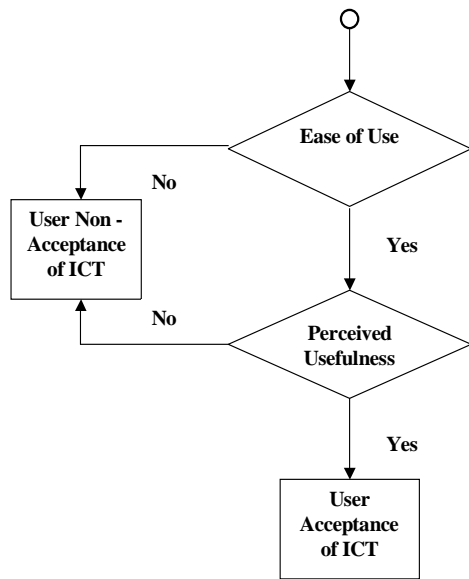 Ease of Use
No
User Non -
Acceptance
of ICT
Yes
No
Perceived
Usefulness
Yes
User
Acceptance
of ICT